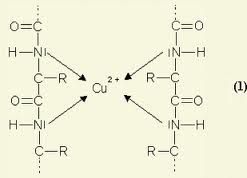 O=C C=O
H-N N-H
C-R Cu2+ R-C (1)
O=C C=O
H-N N-H
C-R C-R